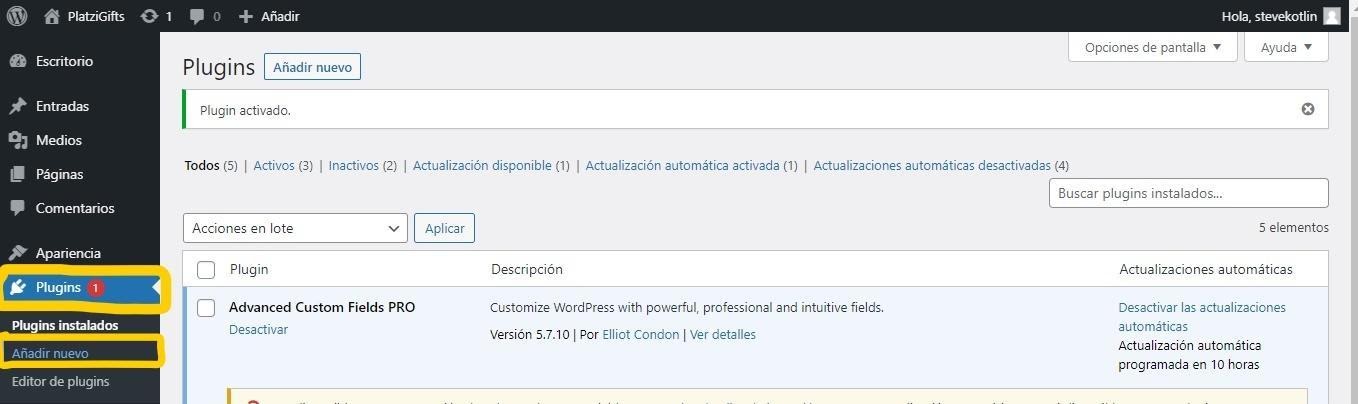 PlatziGifts 1 0 Añadir Hola, stevekotlin
Escritorio
Entradas
Medios
Páginas
Comentarios
Apariencia
Plugins 1
Plugins instalados
Añadir nuevo
Editor de plugins
Opciones de pantalla Ayuda
Plugins Añadir nuevo
Plugin activado.
Todos (5) | Activos (3) | Inactivos (2) | Actualización disponible (1) | Actualización automática activada (1) | Actualizaciones automáticas desactivadas (4)
Buscar plugins instalados...
Acciones en lote Aplicar
5 elementos
Plugin Descripción Actualizaciones automáticas
Advanced Custom Fields PRO
Desactivar
Customize WordPress with powerful, professional and intuitive fields.
Versión 5.7.10 | Por Elliot Condon | Ver detalles
Desactivar las actualizaciones
automáticas
Actualización automática
programada en 10 horas